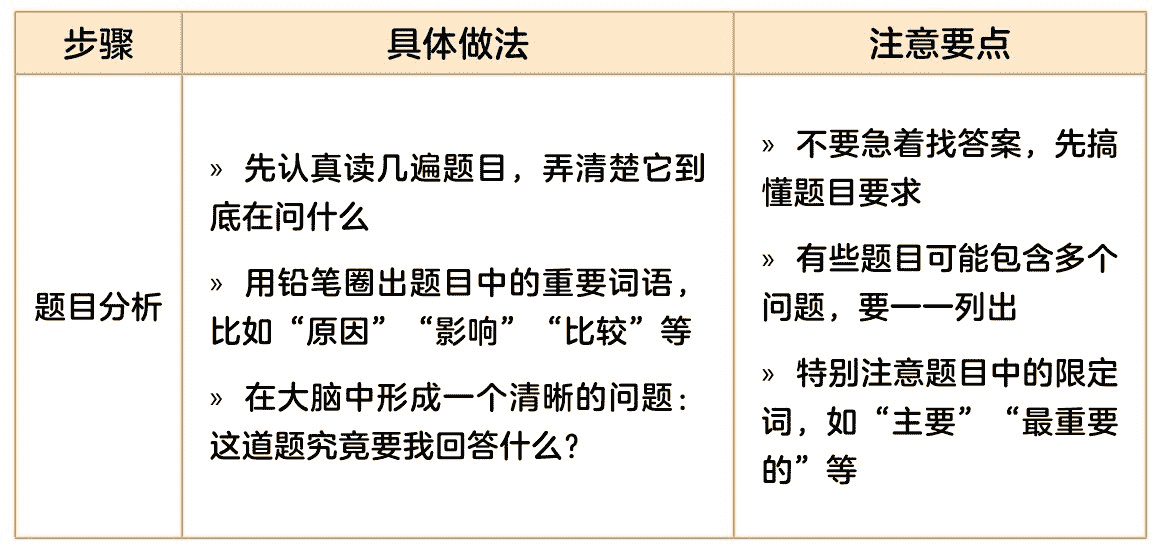 步骤
具体做法
注意要点
题目分析
» 先认真读几遍题目，弄清楚它到
底在问什么
» 用铅笔圈出题目中的重要词语，
比如“原因”“影响”“比较”等
» 在大脑中形成一个清晰的问题：
这道题究竟要我回答什么？
» 不要急着找答案，先搞
懂题目要求
» 有些题目可能包含多个
问题，要一一列出
» 特别注意题目中的限定
词，如“主要”“最重要
的”等